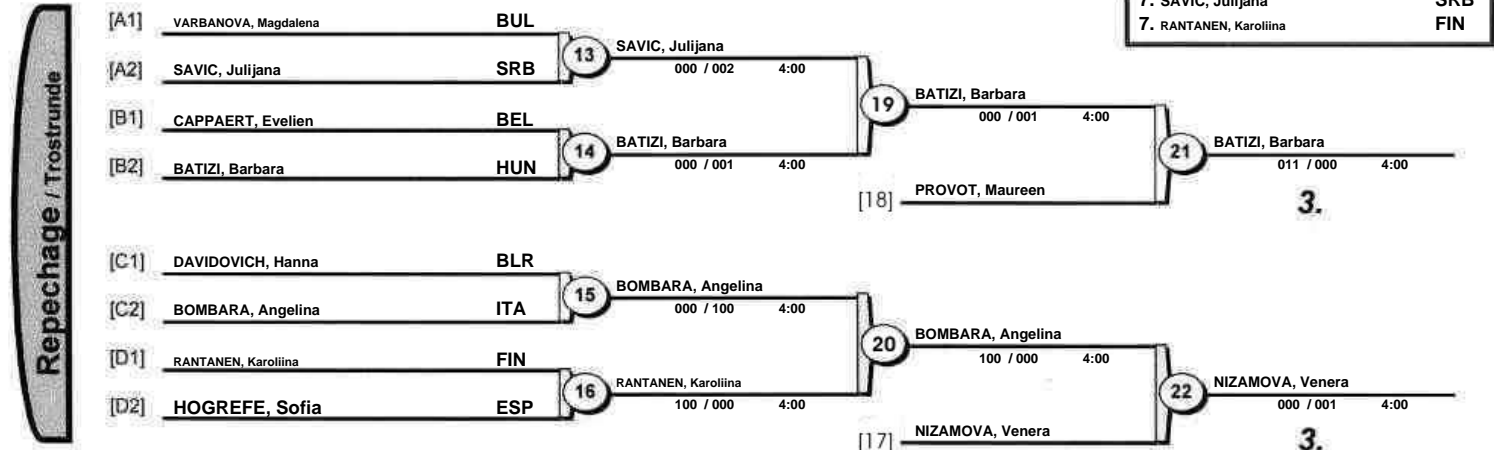 7. SAVIC, Julijana SRB
7. RANTANEN, Karoliina FIN
Repechage / Trostrunde
[A1] VARBANOVA, Magdalena BUL
13 SAVIC, Julijana
000 / 002 4:00
[A2] SAVIC, Julijana SRB
19 BATIZI, Barbara
000 / 001 4:00
[B1] CAPPAERT, Evelien BEL
14 BATIZI, Barbara
000 / 001 4:00
[B2] BATIZI, Barbara HUN
21 BATIZI, Barbara
011 / 000 4:00
[18] PROVOT, Maureen
3.
[C1] DAVIDOVICH, Hanna BLR
15 BOMBARA, Angelina
000 / 100 4:00
[C2] BOMBARA, Angelina ITA
20 BOMBARA, Angelina
100 / 000 4:00
[D1] RANTANEN, Karoliina FIN
16 RANTANEN, Karoliina
100 / 000 4:00
[D2] HOGREFE, Sofia ESP
22 NIZAMOVA, Venera
000 / 001 4:00
[17] NIZAMOVA, Venera
3.